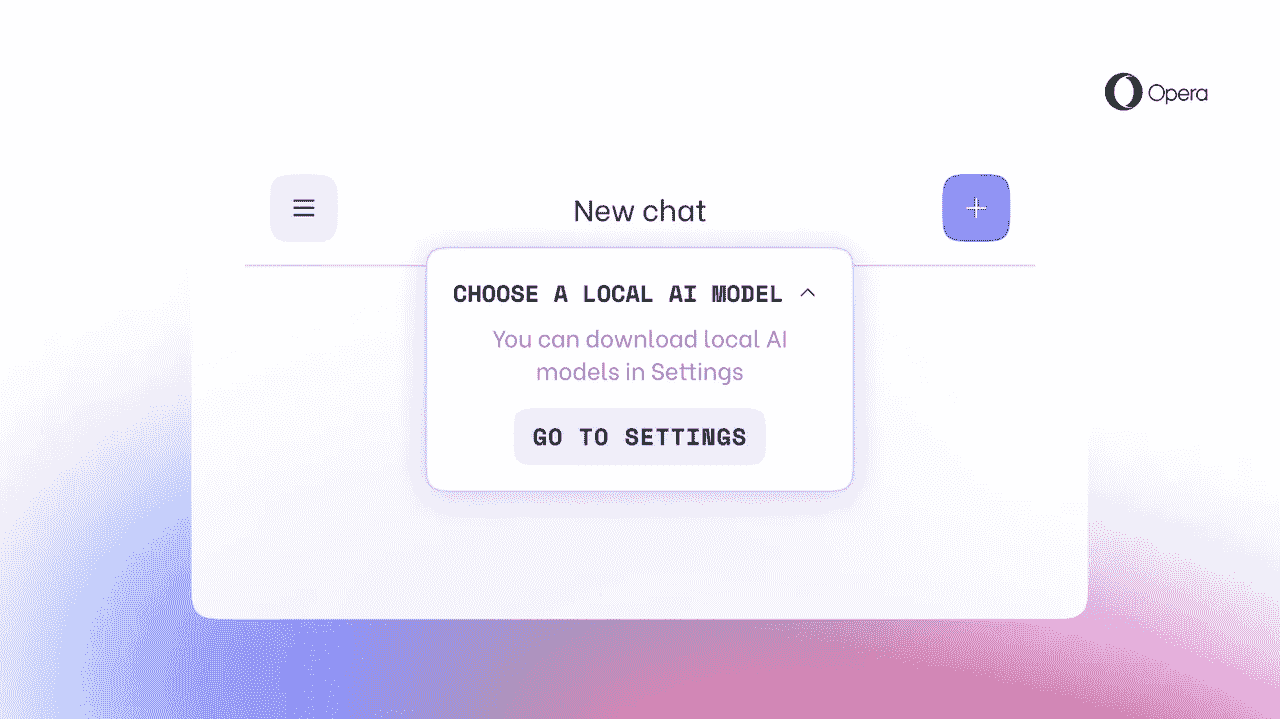 Opera
New chat
CHOOSE A LOCAL AI MODEL
You can download local AI
models in Settings
GO TO SETTINGS